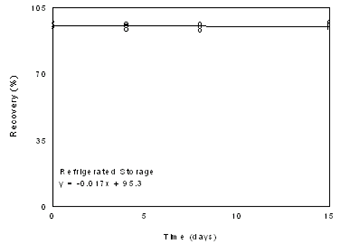 105
70
35
0
Recovery (%)
Refrigerated Storage
y = -0.017x + 95.3
0 5 10 15
Time (days)